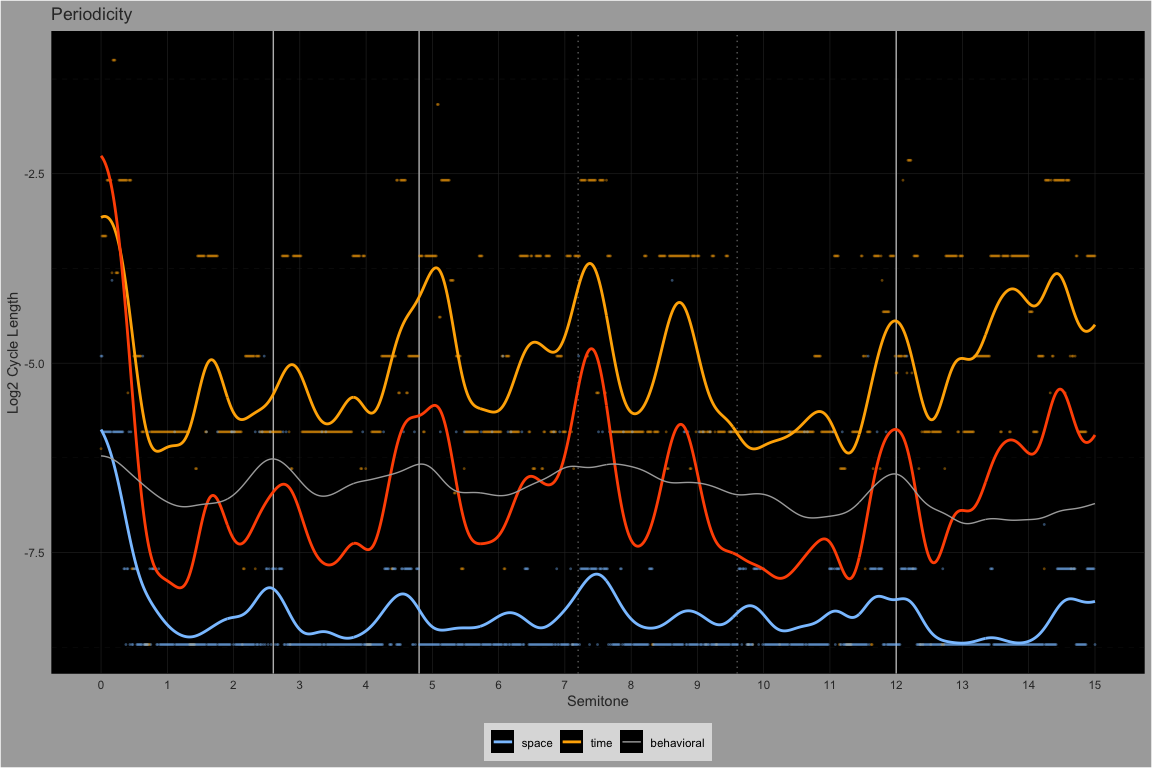 Periodicity
Log2 Cycle Length
-2.5
-5.0
-7.5
0 1 2 3 4 5 6 7 8 9 10 11 12 13 14 15
Semitone
space time behavioral